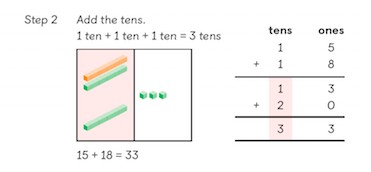 Step 2 Add the tens.
1 ten + 1 ten + 1 ten = 3 tens
tens ones
1 5
+ 1 8
1 3
+ 2 0
3 3
15 + 18 = 33